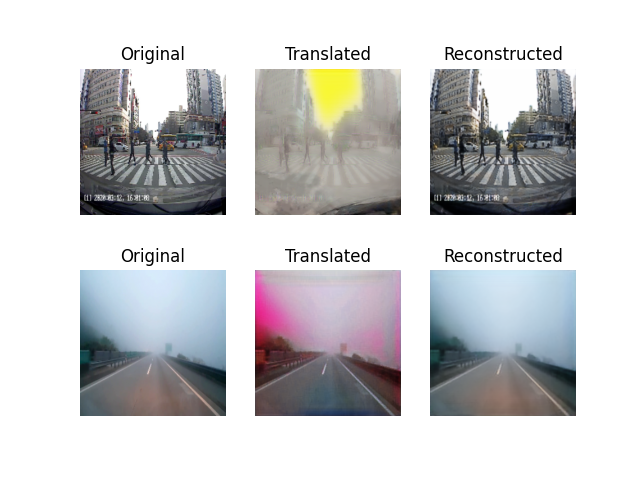 Original
Translated
Reconstructed
Original
Translated
Reconstructed